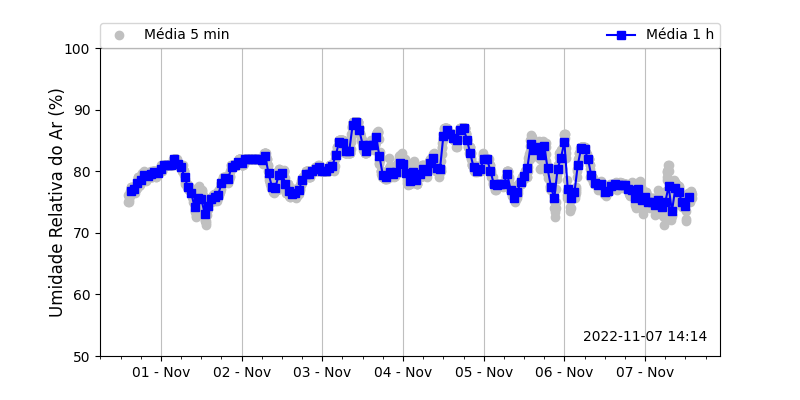 Média 5 min
Média 1 h
Umidade Relativa do Ar (%)
100
90
80
70
60
50
2022-11-07 14:14
01 - Nov
02 - Nov
03 - Nov
04 - Nov
05 - Nov
06 - Nov
07 - Nov